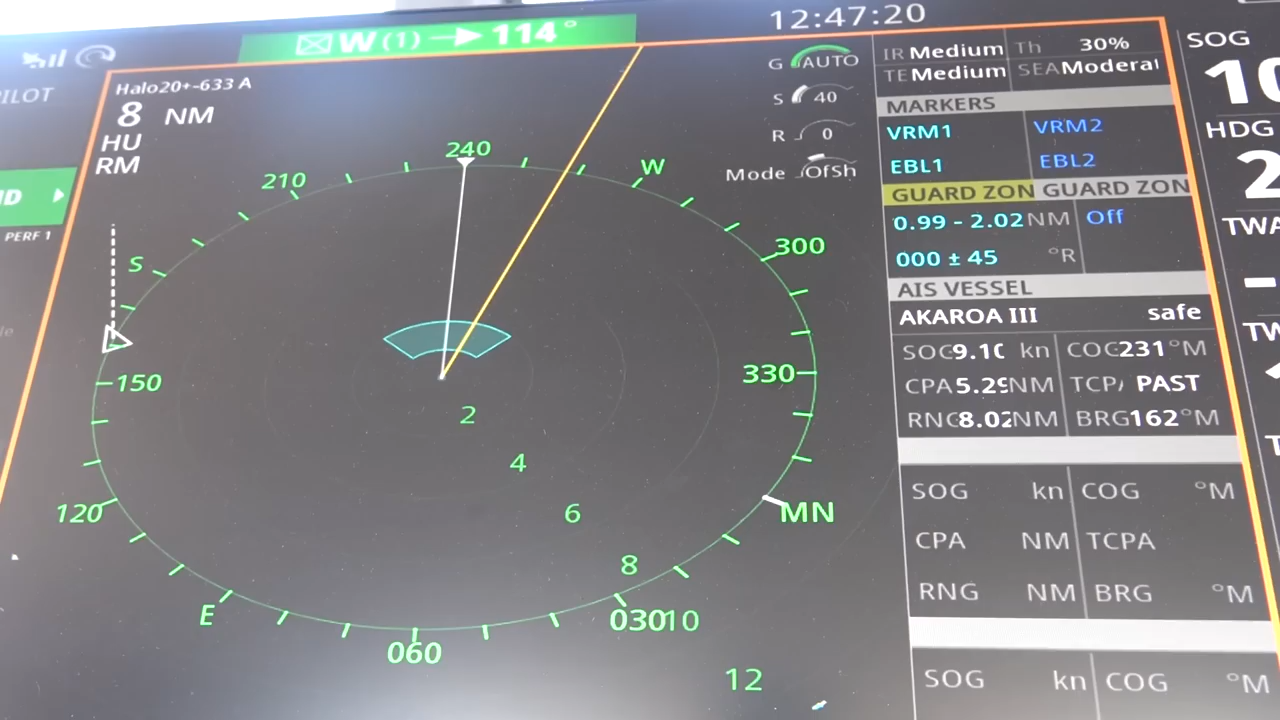 W (1) → 114°
12:47:20
PILOT
Halo20+-633 A
8 NM
HU
RM
PERF 1
G AUTO
S 40
R 0
Mode OfSh
IR Medium Th 30%
TE Medium SEA Moderat
MARKERS
VRM1 VRM2
EBL1 EBL2
GUARD ZON GUARD ZON
0.99 - 2.02 NM Off
000 ± 45 °R
AIS VESSEL
AKAROA III safe
SOG 9.10 kn COG 231 °M
CPA 5.29 NM TCPA PAST
RNG 8.02 NM BRG 162 °M
SOG kn COG °M
CPA NM TCPA
RNG NM BRG °M
SOG kn COG °M
SOG
10
HDG
2
TWA
TW
240
210
W
S
300
150
330
2
4
120
6
MN
8
E
030
10
060
12